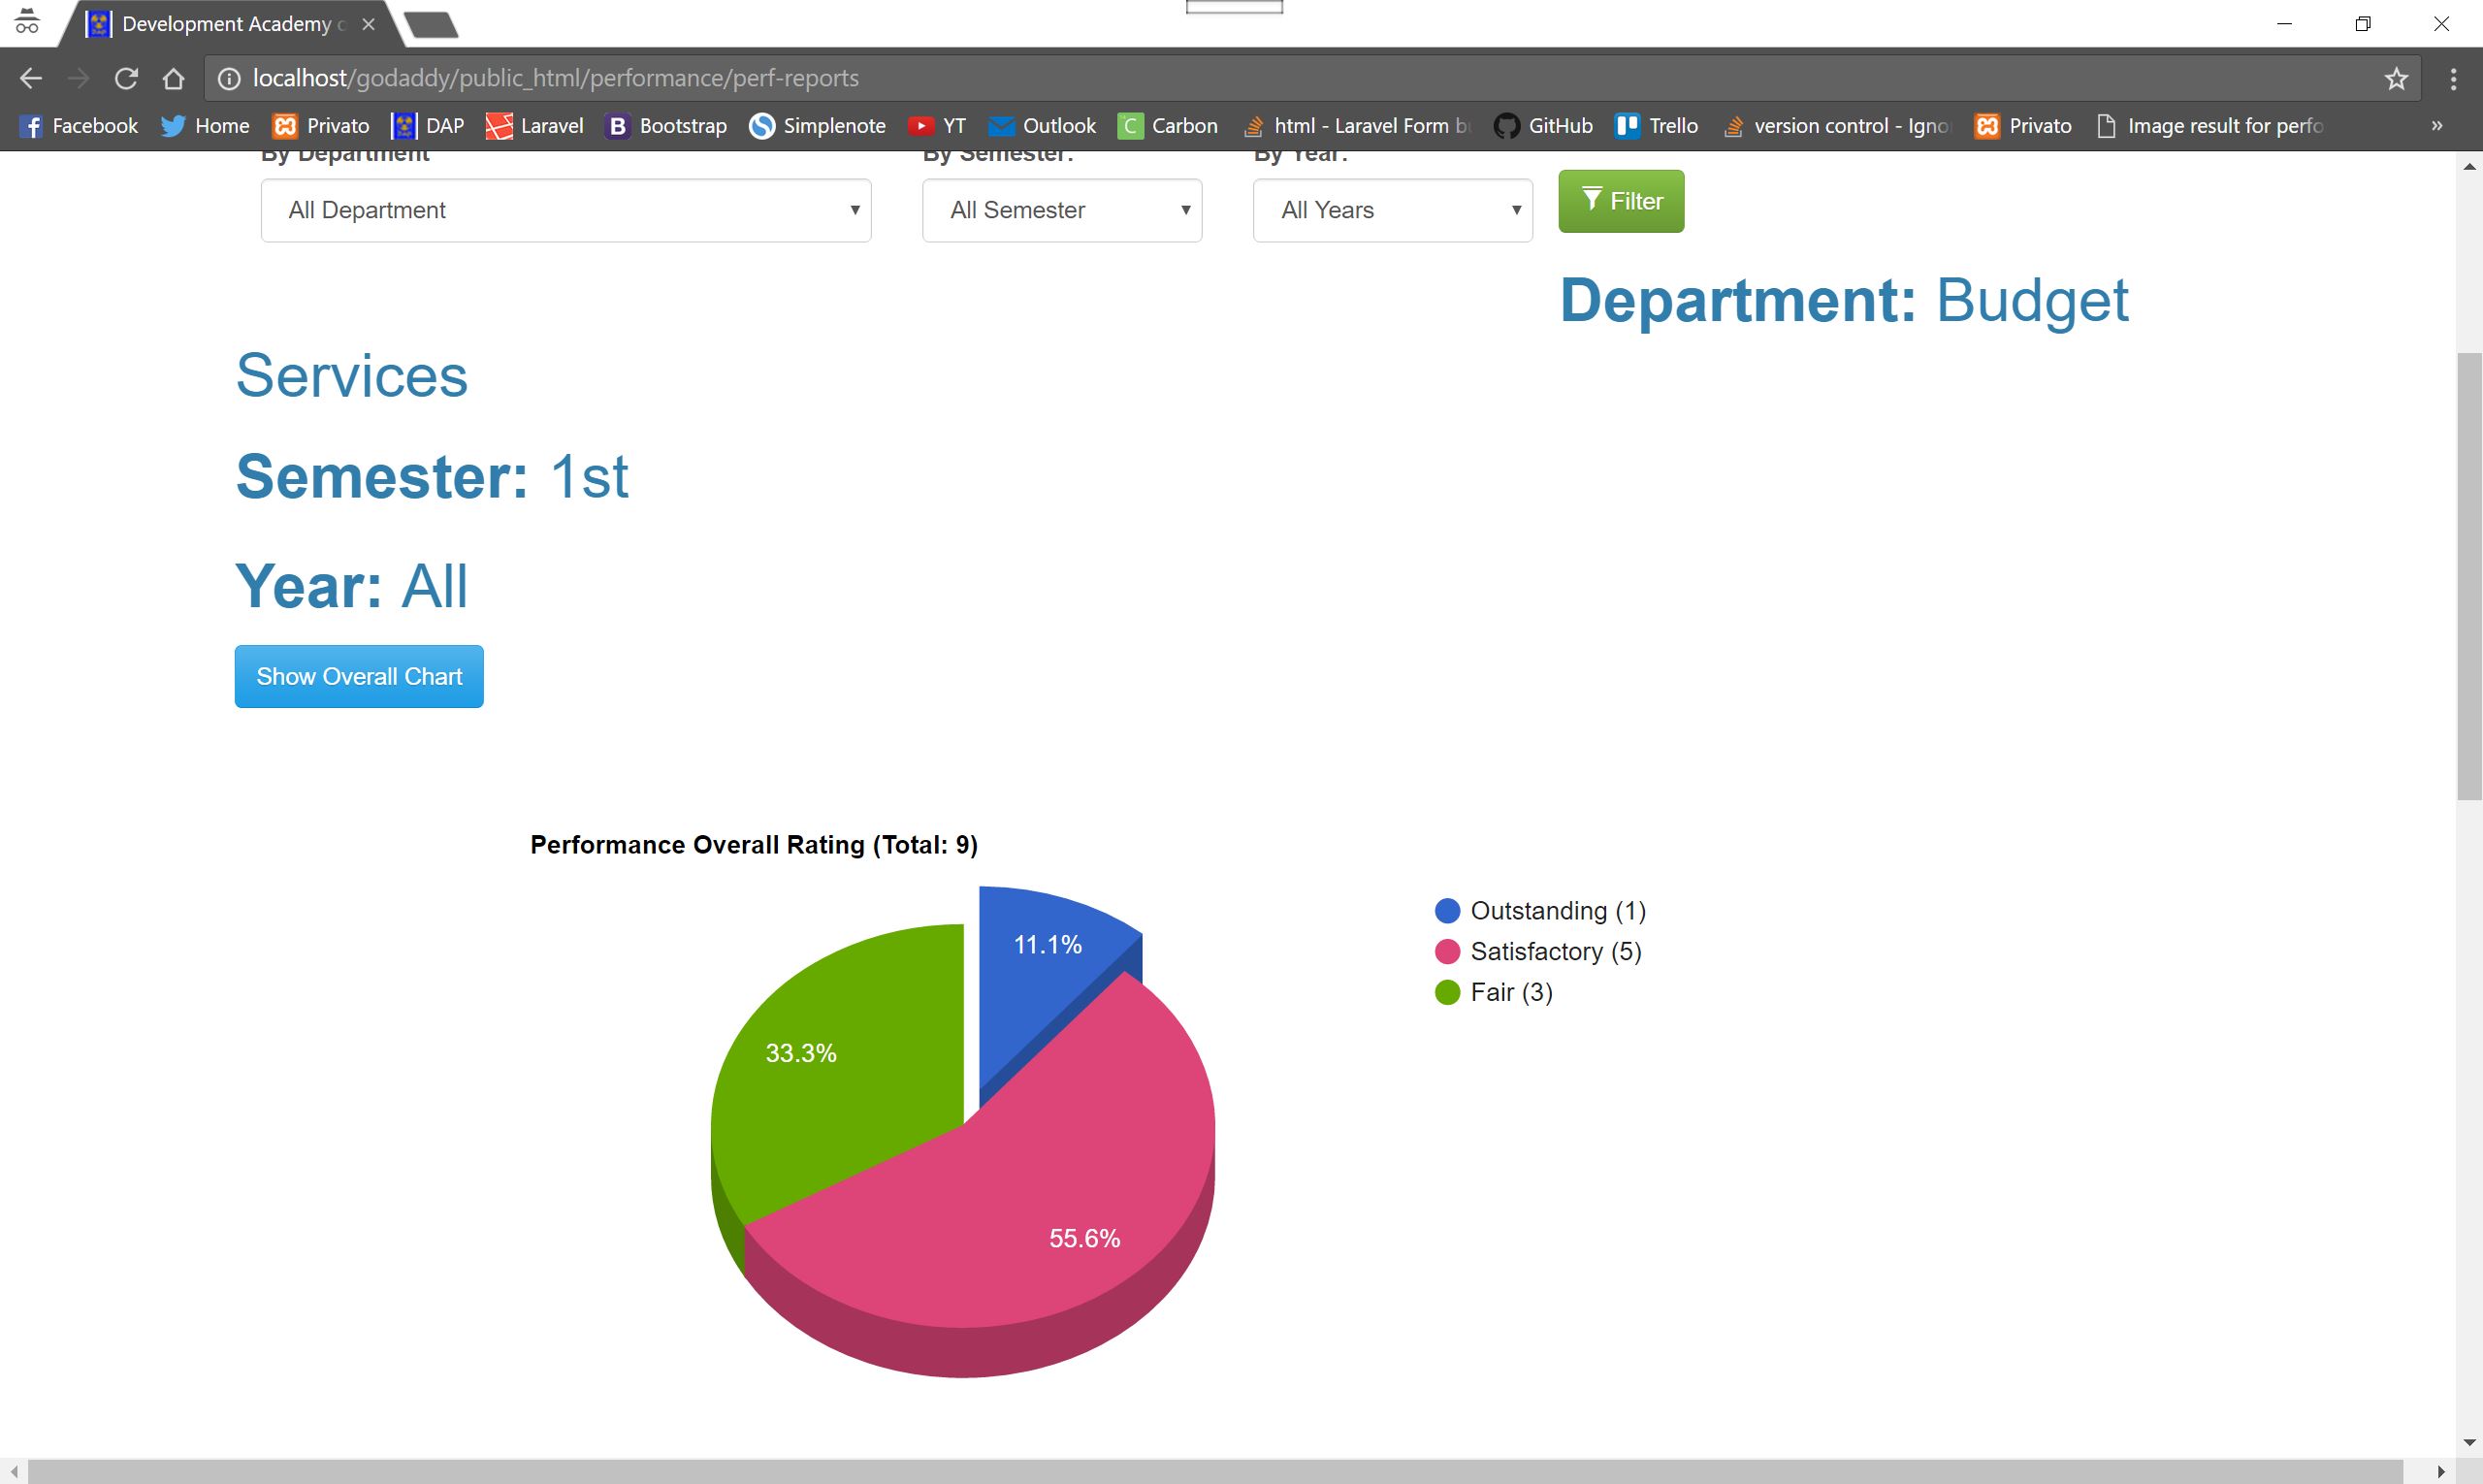 Development Academy
localhost/godaddy/public_html/performance/perf-reports
Facebook Home Privato DAP Laravel B Bootstrap Simplenote YT Outlook C Carbon html - Laravel Form GitHub Trello version control - Privato Image result for »
By Department By Semester: By Year:
All Department All Semester All Years Filter
Department: Budget
Services
Semester: 1st
Year: All
Show Overall Chart
Performance Overall Rating (Total: 9)
11.1%
33.3%
55.6%
Outstanding (1)
Satisfactory (5)
Fair (3)